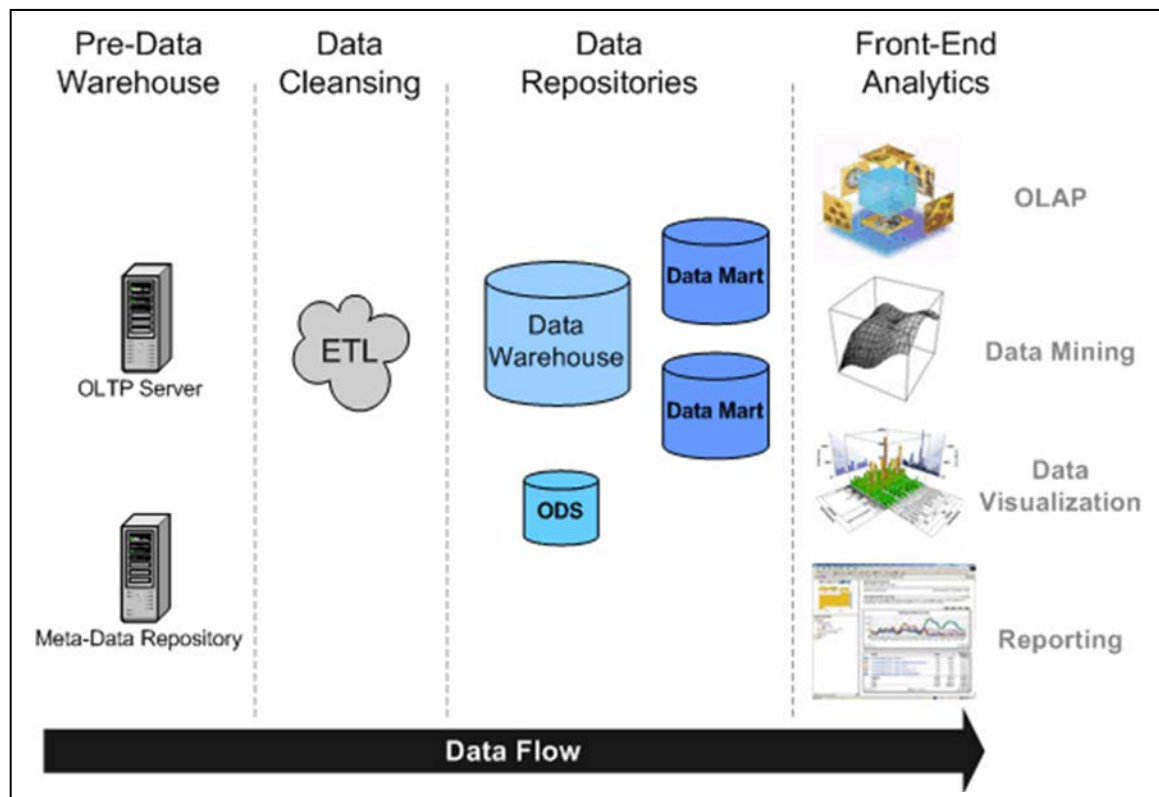 Pre-Data
Warehouse
Data
Cleansing
Data
Repositories
Front-End
Analytics
OLTP Server
Meta-Data Repository
ETL
Data
Warehouse
Data Mart
Data Mart
ODS
OLAP
Data Mining
Data
Visualization
Reporting
Data Flow